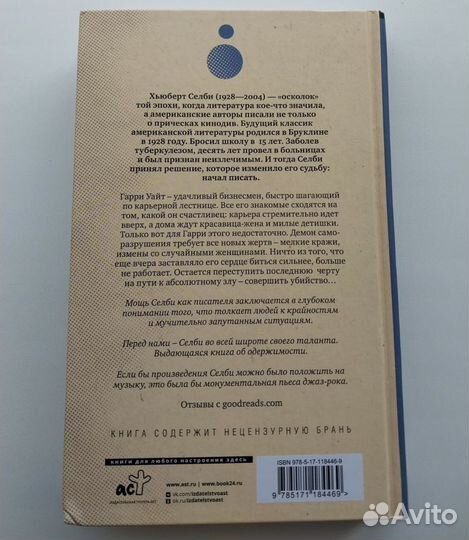 Хьюберт Селби (1928—2004) — «осколок»
той эпохи, когда литература кое-что значила,
а американские авторы писали не только
о прическах кинодив. Будущий классик
американской литературы родился в Бруклине
в 1928 году. Бросил школу в 15 лет. Заболев
туберкулезом, десять лет провел в больницах
и был признан неизлечимым. И тогда Селби
принял решение, которое изменило его судьбу:
начал писать.
Гарри Уайт – удачливый бизнесмен, быстро шагающий
по карьерной лестнице. Все его знакомые сходятся на
том, какой он счастливец: карьера стремительно идет
вверх, а дома ждут красавица-жена и милые детишки.
Только вот для Гарри этого недостаточно. Демон само-
разрушения требует все новых жертв – мелкие кражи,
измены со случайными женщинами. Ничто из того, что
еще вчера заставляло его сердце биться сильнее, больше
не работает. Остается переступить последнюю черту
на пути к абсолютному злу – совершить убийство...
Мощь Селби как писателя заключается в глубоком
понимании того, что толкает людей к крайностям
и мучительно запутанным ситуациям.
Перед нами – Селби во всей широте своего таланта.
Выдающаяся книга об одержимости.
Если бы произведения Селби можно было положить на
музыку, это была бы монументальная пьеса джаз-рока.
Отзывы с goodreads.com
КНИГА СОДЕРЖИТ НЕЦЕНЗУРНУЮ БРАНЬ
книги для любого настроения здесь
аст
ИЗДАТЕЛЬСКАЯ ГРУППА АСТ
www.ast.ru | www.book24.ru
vk.com/izdatelstvoast
ok.ru/izdatelstvoast
ISBN 978-5-17-118446-9
9 785171 184469 >
Avito